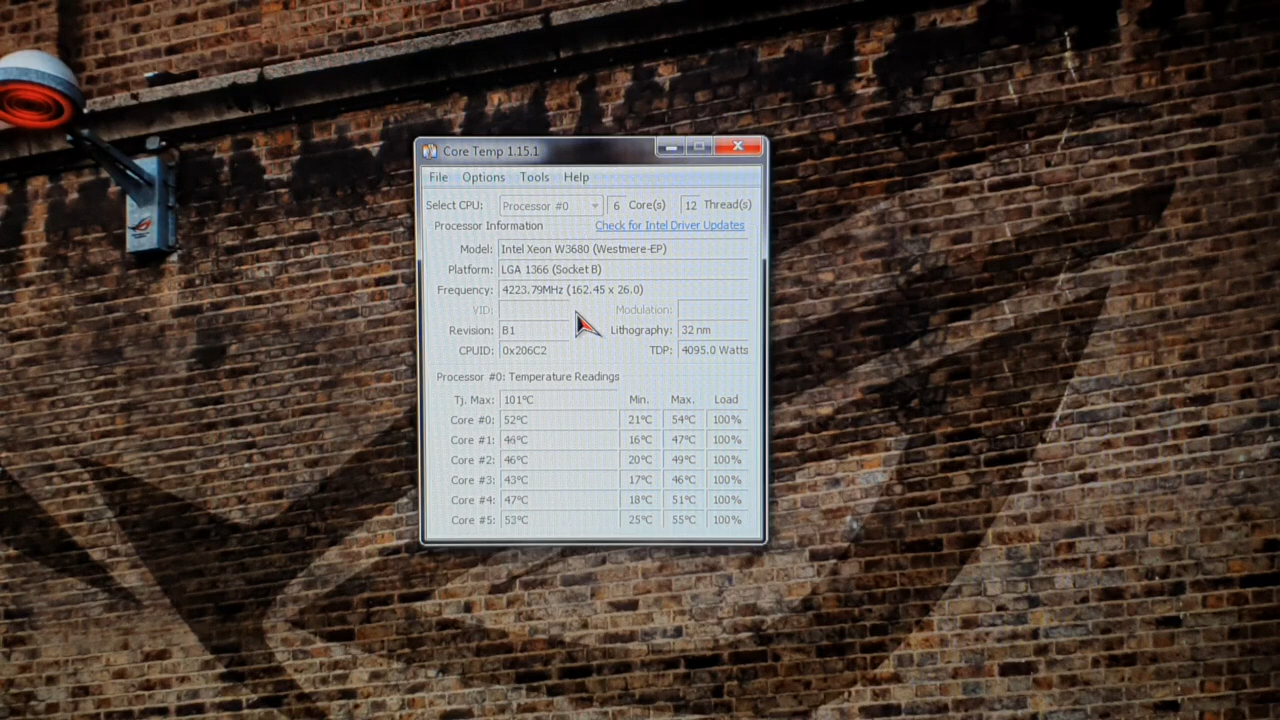 Core Temp 1.15.1
File Options Tools Help
Select CPU: Processor #0 6 Core(s) 12 Thread(s)
Processor Information Check for Intel Driver Updates
Model: Intel Xeon W3680 (Westmere-EP)
Platform: LGA 1366 (Socket B)
Frequency: 4223.79MHz (162.45 x 26.0)
VID: Modulation:
Revision: B1 Lithography: 32 nm
CPUID: 0x206C2 TDP: 4095.0 Watts
Processor #0: Temperature Readings
Tj. Max: 101°C Min. Max. Load
Core #0: 52°C 21°C 54°C 100%
Core #1: 46°C 16°C 47°C 100%
Core #2: 46°C 20°C 49°C 100%
Core #3: 43°C 17°C 46°C 100%
Core #4: 47°C 18°C 51°C 100%
Core #5: 53°C 25°C 55°C 100%